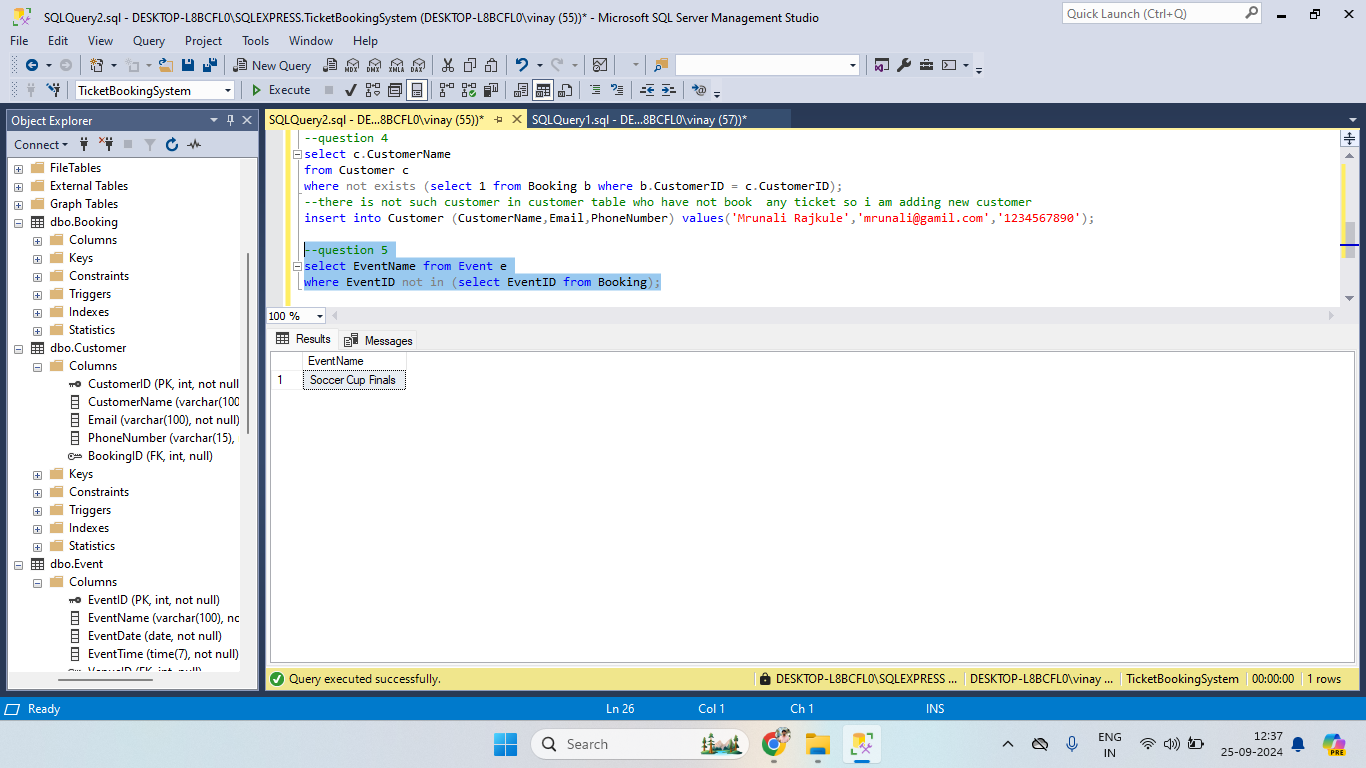 SQLQuery2.sql - DESKTOP-L8BCFL0\SQLEXPRESS.TicketBookingSystem (DESKTOP-L8BCFL0\vinay (55))* - Microsoft SQL Server Management Studio
Quick Launch (Ctrl+Q)
File Edit View Query Project Tools Window Help
New Query
MDX DMX XMLA DAX
TicketBookingSystem
Execute
Object Explorer
Connect
FileTables
External Tables
Graph Tables
dbo.Booking
Columns
Keys
Constraints
Triggers
Indexes
Statistics
dbo.Customer
Columns
CustomerID (PK, int, not null
CustomerName (varchar(100
Email (varchar(100), not null)
PhoneNumber (varchar(15),
BookingID (FK, int, null)
Keys
Constraints
Triggers
Indexes
Statistics
dbo.Event
Columns
EventID (PK, int, not null)
EventName (varchar(100), no
EventDate (date, not null)
EventTime (time(7), not null)
VenueID (FK, int, null)
SQLQuery2.sql - DE...8BCFL0\vinay (55))*
SQLQuery1.sql - DE...8BCFL0\vinay (57))*
--question 4
select c.CustomerName
from Customer c
where not exists (select 1 from Booking b where b.CustomerID = c.CustomerID);
--there is not such customer in customer table who have not book  any ticket so i am adding new customer
insert into Customer (CustomerName,Email,PhoneNumber) values('Mrunali Rajkule','mrunali@gamil.com','1234567890');
--question 5
select EventName from Event e
where EventID not in (select EventID from Booking);
100 %
Results
Messages
EventName
1 Soccer Cup Finals
Query executed successfully.
DESKTOP-L8BCFL0\SQLEXPRESS ...
DESKTOP-L8BCFL0\vinay ...
TicketBookingSystem
00:00:00
1 rows
Ready
Ln 26
Col 1
Ch 1
INS
Search
ENG
IN
12:37
25-09-2024
PRE